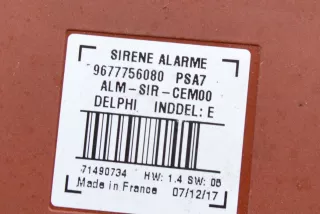 SIRENE ALARME
9677756080 PSA7
ALM-SIR-CEM00
DELPHI INDDEL: E
71490734 HW: 1.4 SW: 06
Made in France 07/12/17